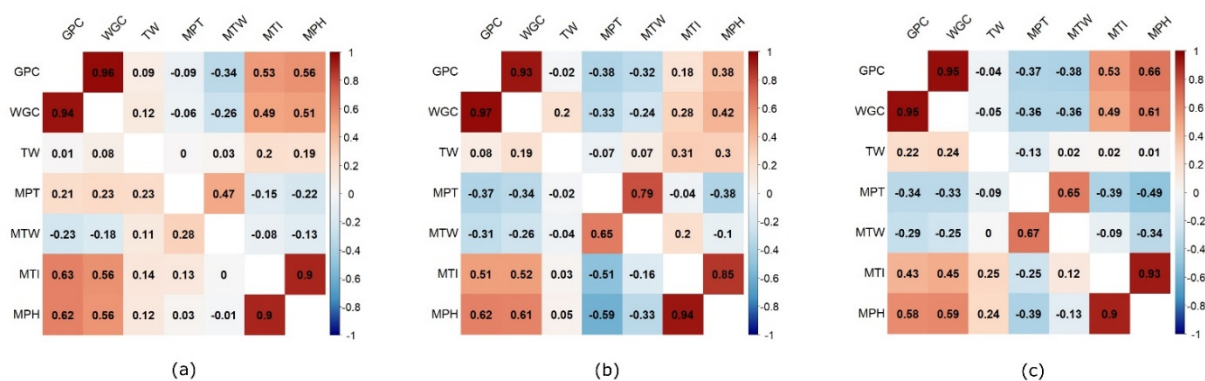 GPC WGC TW MPT MTW MTI MPH
GPC 0.96 0.09 -0.09 -0.34 0.53 0.56
WGC 0.94 0.12 -0.06 -0.26 0.49 0.51
TW 0.01 0.08 0 0.03 0.2 0.19
MPT 0.21 0.23 0.23 0.47 -0.15 -0.22
MTW -0.23 -0.18 0.11 0.28 -0.08 -0.13
MTI 0.63 0.56 0.14 0.13 0 0.9
MPH 0.62 0.56 0.12 0.03 -0.01 0.9
1
0.8
0.6
0.4
0.2
0
-0.2
-0.4
-0.6
-0.8
-1
(a)
GPC WGC TW MPT MTW MTI MPH
GPC 0.93 -0.02 -0.38 -0.32 0.18 0.38
WGC 0.97 0.2 -0.33 -0.24 0.28 0.42
TW 0.08 0.19 -0.07 0.07 0.31 0.3
MPT -0.37 -0.34 -0.02 0.79 -0.04 -0.38
MTW -0.31 -0.26 -0.04 0.65 0.2 -0.1
MTI 0.51 0.52 0.03 -0.51 -0.16 0.85
MPH 0.62 0.61 0.05 -0.59 -0.33 0.94
1
0.8
0.6
0.4
0.2
0
-0.2
-0.4
-0.6
-0.8
-1
(b)
GPC WGC TW MPT MTW MTI MPH
GPC 0.95 -0.04 -0.37 -0.38 0.53 0.66
WGC 0.95 -0.05 -0.36 -0.36 0.49 0.61
TW 0.22 0.24 -0.13 0.02 0.02 0.01
MPT -0.34 -0.33 -0.09 0.65 -0.39 -0.49
MTW -0.29 -0.25 0 0.67 -0.09 -0.34
MTI 0.43 0.45 0.25 -0.25 0.12 0.93
MPH 0.58 0.59 0.24 -0.39 -0.13 0.9
1
0.8
0.6
0.4
0.2
0
-0.2
-0.4
-0.6
-0.8
-1
(c)